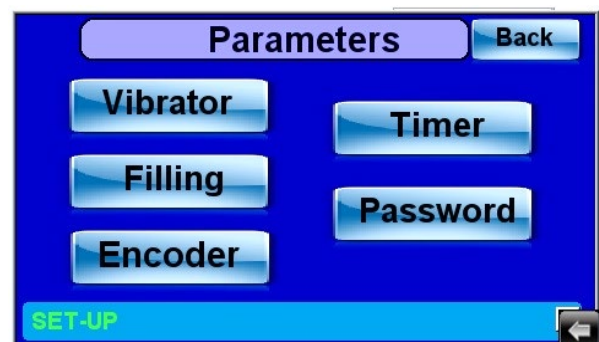 Parameters
Back
Vibrator
Timer
Filling
Password
Encoder
SET-UP